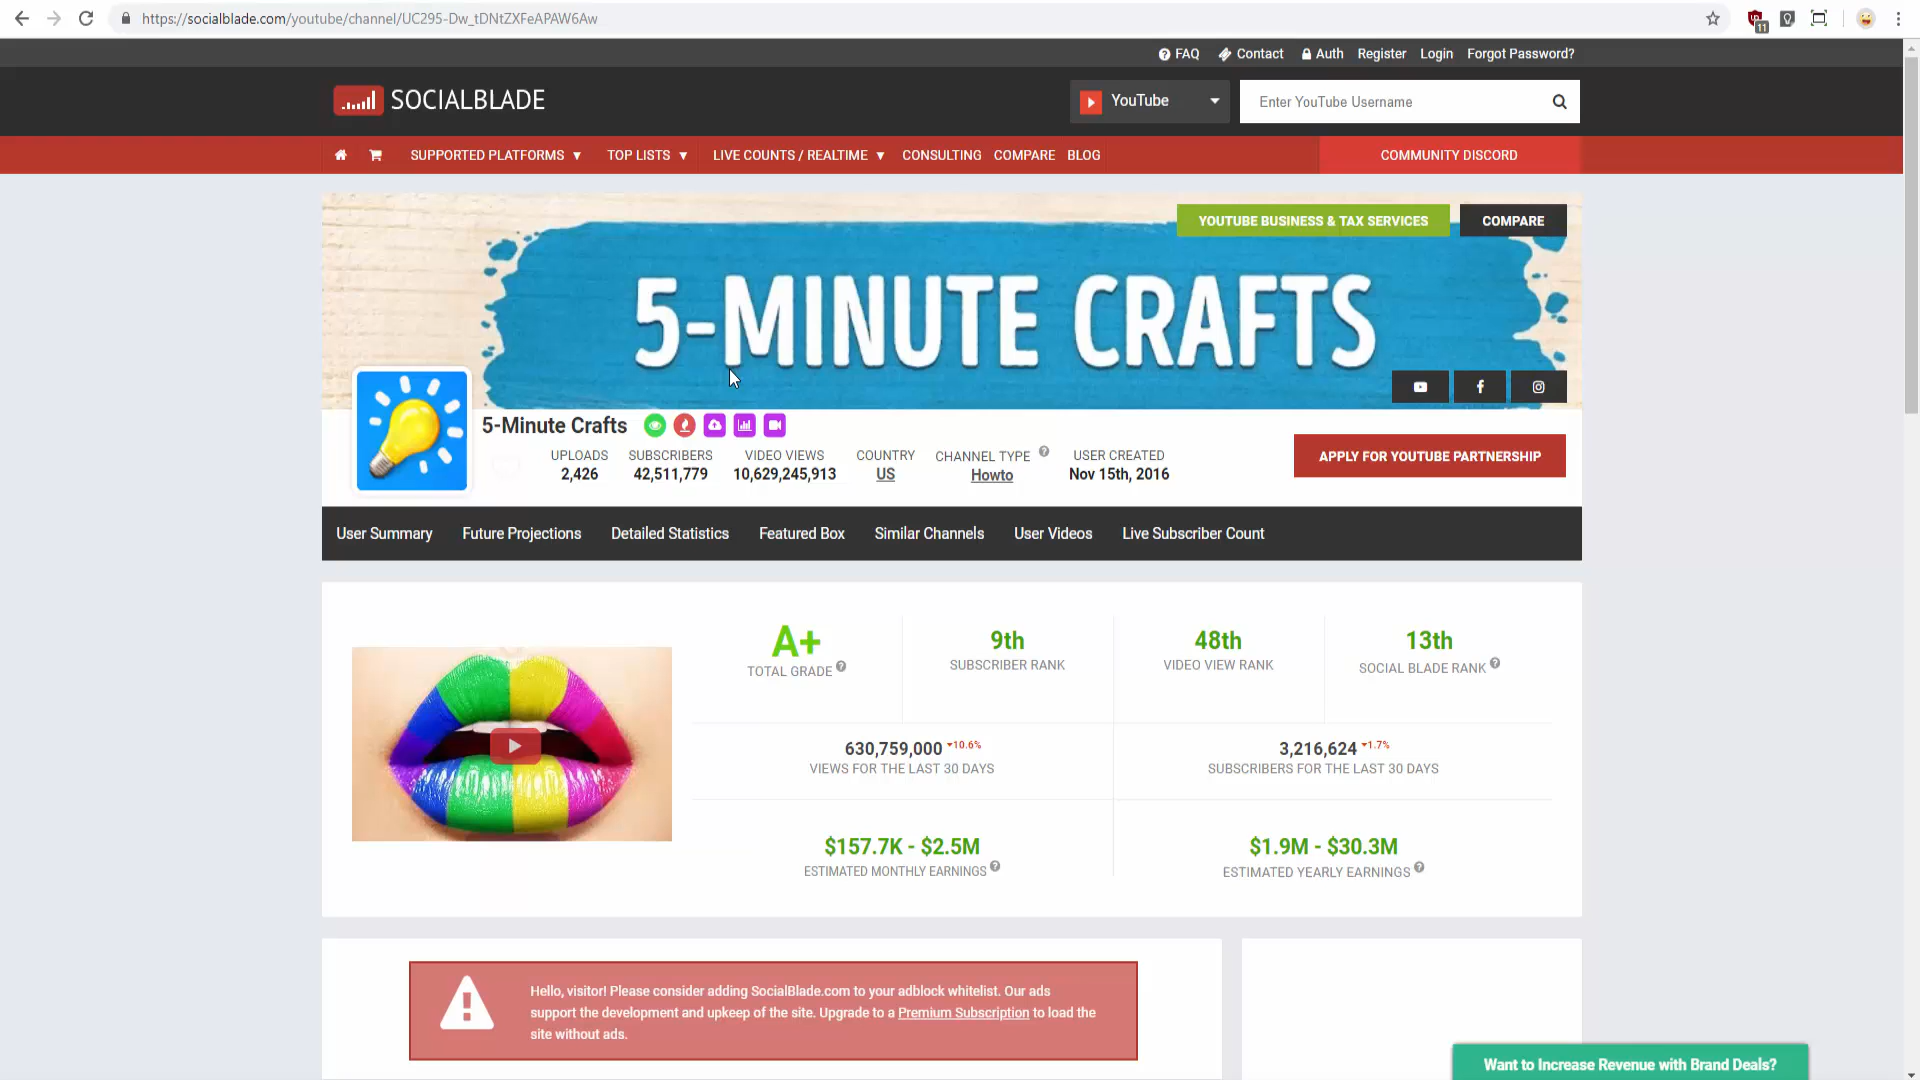 https://socialblade.com/youtube/channel/UC295-Dw_tDNtZXFeAPAW6Aw
11
FAQ Contact Auth Register Login Forgot Password?
SOCIALBLADE
YouTube
Enter YouTube Username
SUPPORTED PLATFORMS ▼ TOP LISTS ▼ LIVE COUNTS / REALTIME ▼ CONSULTING COMPARE BLOG
COMMUNITY DISCORD
YOUTUBE BUSINESS & TAX SERVICES
COMPARE
5-MINUTE CRAFTS
5-Minute Crafts
UPLOADS SUBSCRIBERS VIDEO VIEWS COUNTRY CHANNEL TYPE USER CREATED
2,426 42,511,779 10,629,245,913 US Howto Nov 15th, 2016
APPLY FOR YOUTUBE PARTNERSHIP
User Summary Future Projections Detailed Statistics Featured Box Similar Channels User Videos Live Subscriber Count
A+ 9th 48th 13th
TOTAL GRADE SUBSCRIBER RANK VIDEO VIEW RANK SOCIAL BLADE RANK
630,759,000 10.6%
VIEWS FOR THE LAST 30 DAYS
3,216,624 1.7%
SUBSCRIBERS FOR THE LAST 30 DAYS
$157.7K - $2.5M
ESTIMATED MONTHLY EARNINGS
$1.9M - $30.3M
ESTIMATED YEARLY EARNINGS
Hello, visitor! Please consider adding SocialBlade.com to your adblock whitelist. Our ads
support the development and upkeep of the site. Upgrade to a Premium Subscription to load the
site without ads.
Want to Increase Revenue with Brand Deals?